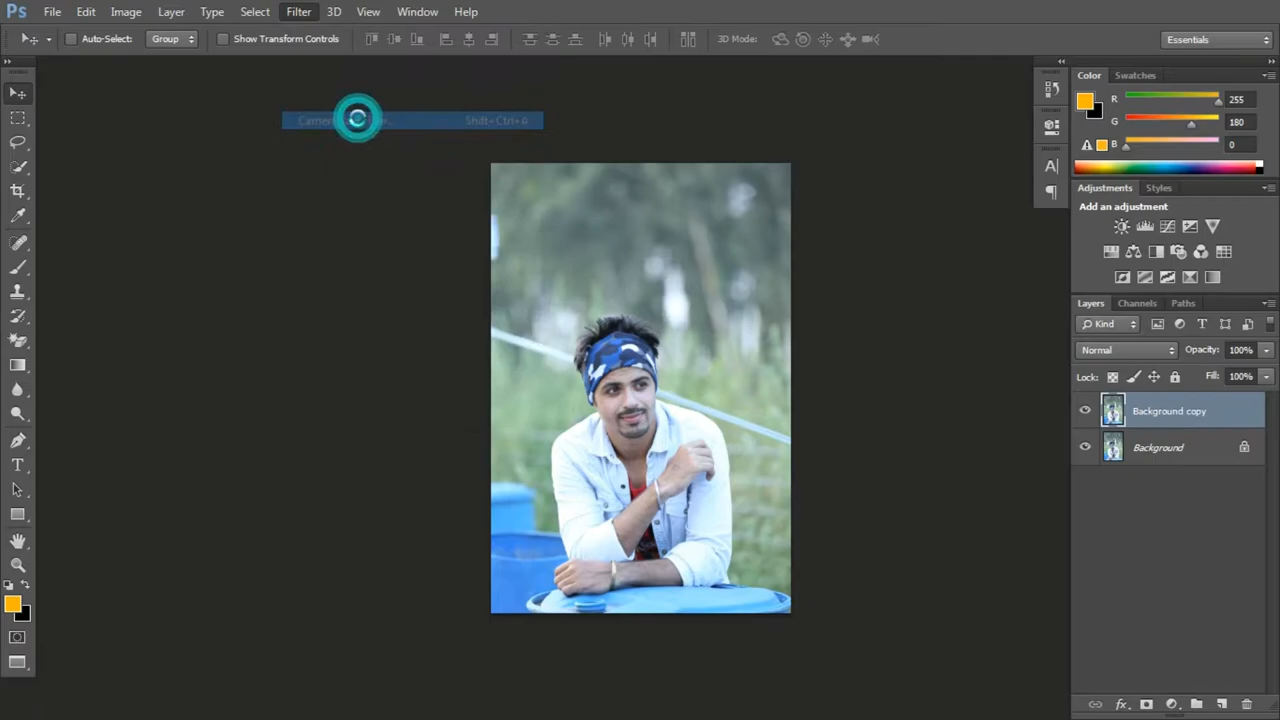 Ps File Edit Image Layer Type Select Filter 3D View Window Help
Auto-Select: Group Show Transform Controls 3D Mode: Essentials
Color Swatches
R 255
G 180
B 0
Shift+Ctrl+A
Adjustments Styles
Add an adjustment
Layers Channels Paths
Kind
Normal Opacity: 100%
Lock: Fill: 100%
Background copy
Background